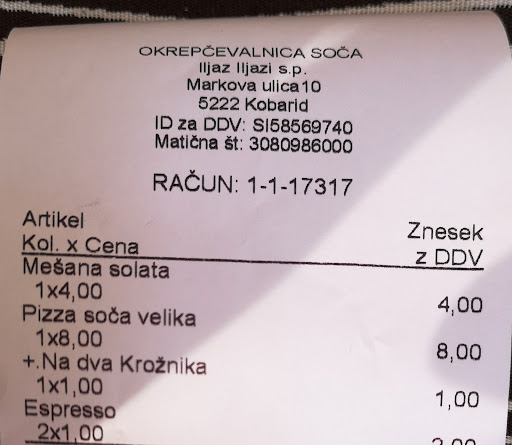 OKREPČEVALNICA SOČA
Iljaz Iljazi s.p.
Markova ulica10
5222 Kobarid
ID za DDV: SI58569740
Matična št: 3080986000
RAČUN: 1-1-17317
Artikel Znesek
Kol. x Cena z DDV
Mešana solata
1x4,00 4,00
Pizza soča velika
1x8,00 8,00
+.Na dva Krožnika
1x1,00 1,00
Espresso
2x1,00